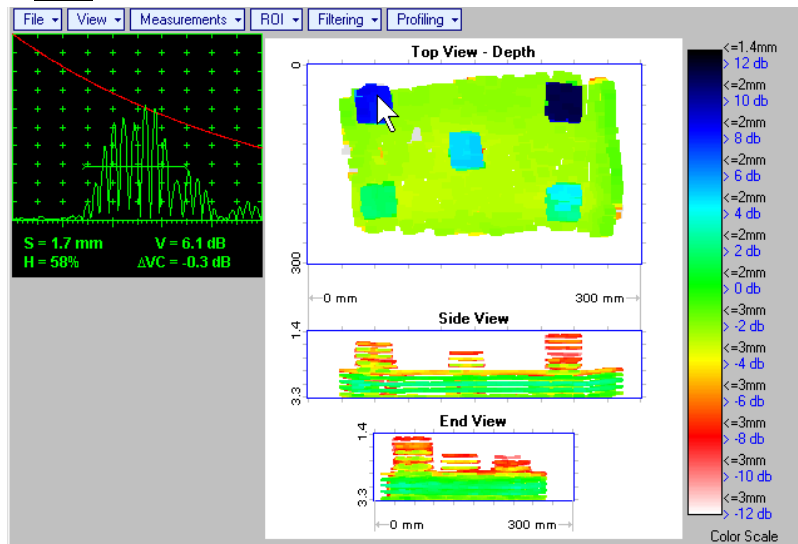 File View Measurements ROI Filtering Profiling
S = 1.7 mm V = 6.1 dB
H = 58% ΔVC = -0.3 dB
Top View - Depth
0
300
0 mm 300 mm
Side View
1.4
3.3
End View
1.4
3.3
0 mm 300 mm
<=1.4mm
> 12 db
<=2mm
> 10 db
<=2mm
> 8 db
<=2mm
> 6 db
<=2mm
> 4 db
<=2mm
> 2 db
<=2mm
> 0 db
<=3mm
> -2 db
<=3mm
> -4 db
<=3mm
> -6 db
<=3mm
> -8 db
<=3mm
> -10 db
<=3mm
> -12 db
Color Scale